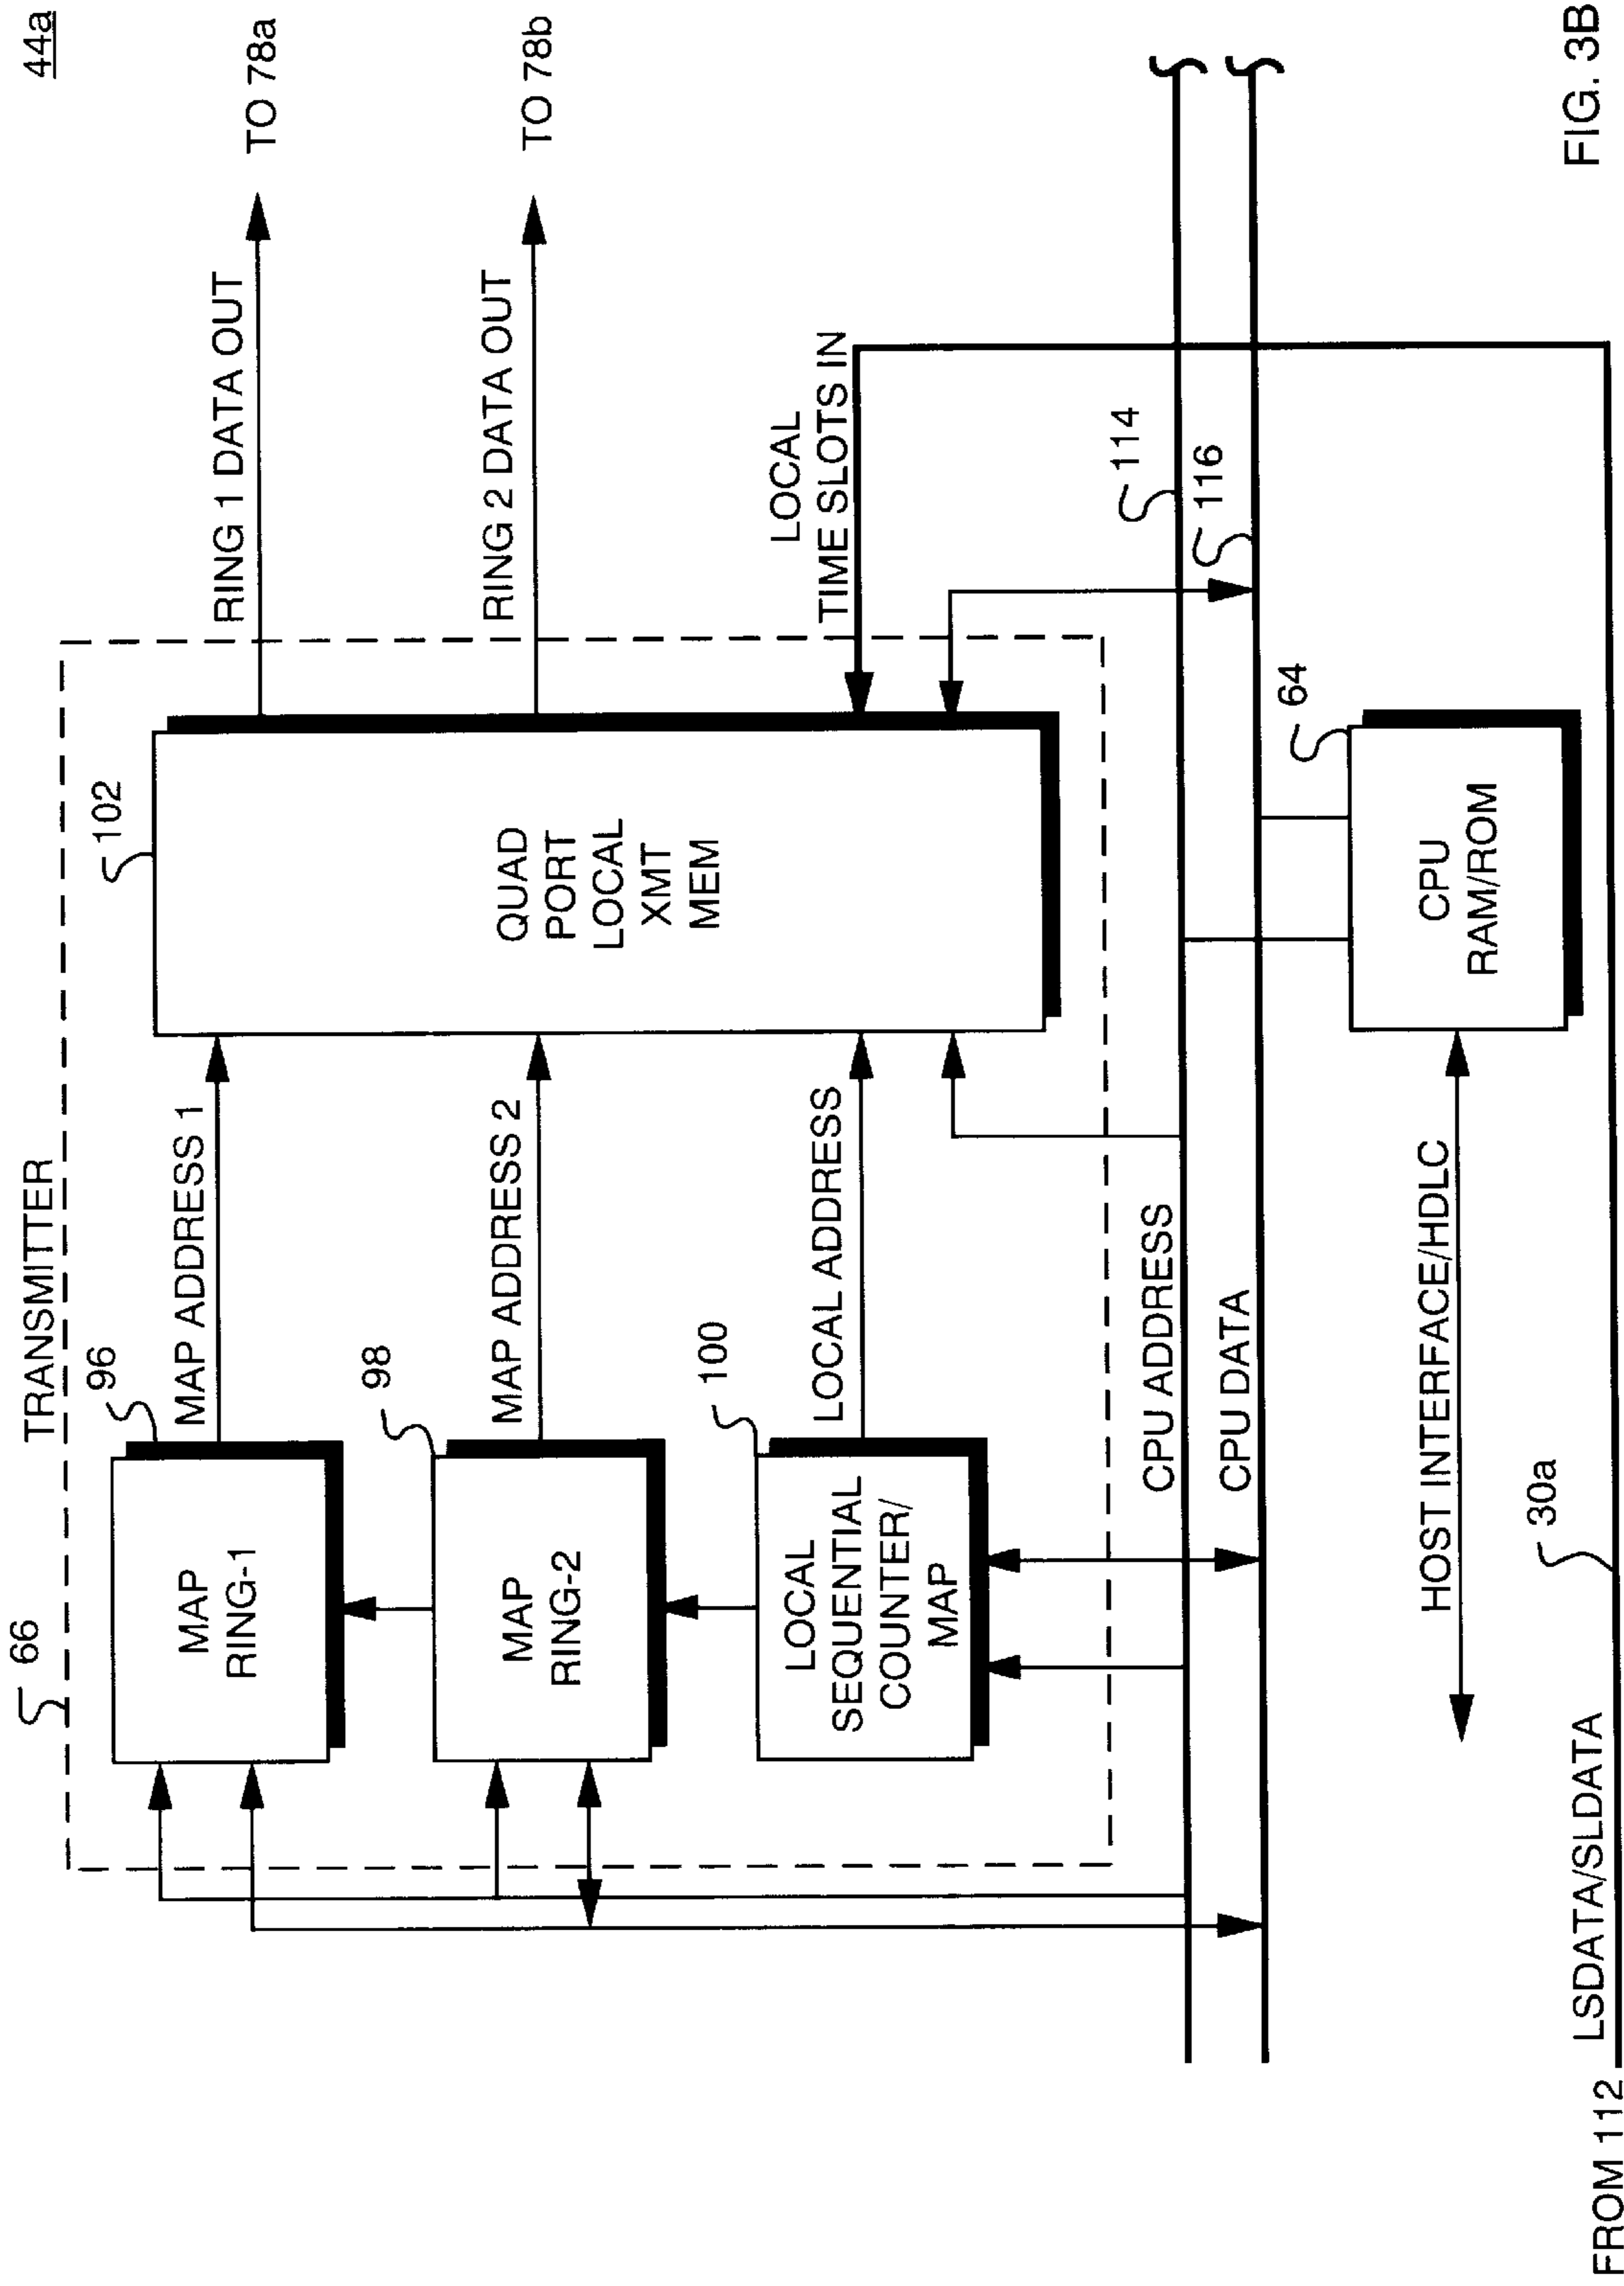 44a
66
TRANSMITTER
96
MAP
RING-1
MAP ADDRESS 1
102
RING 1 DATA OUT
TO 78a
98
MAP
RING-2
MAP ADDRESS 2
QUAD
PORT
LOCAL
XMT
MEM
RING 2 DATA OUT
TO 78b
100
LOCAL
SEQUENTIAL
COUNTER/
MAP
LOCAL ADDRESS
LOCAL
TIME SLOTS IN
CPU ADDRESS
114
CPU DATA
116
64
CPU
RAM/ROM
HOST INTERFACE/HDLC
30a
FROM 112
LSDATA/SLDATA
FIG. 3B